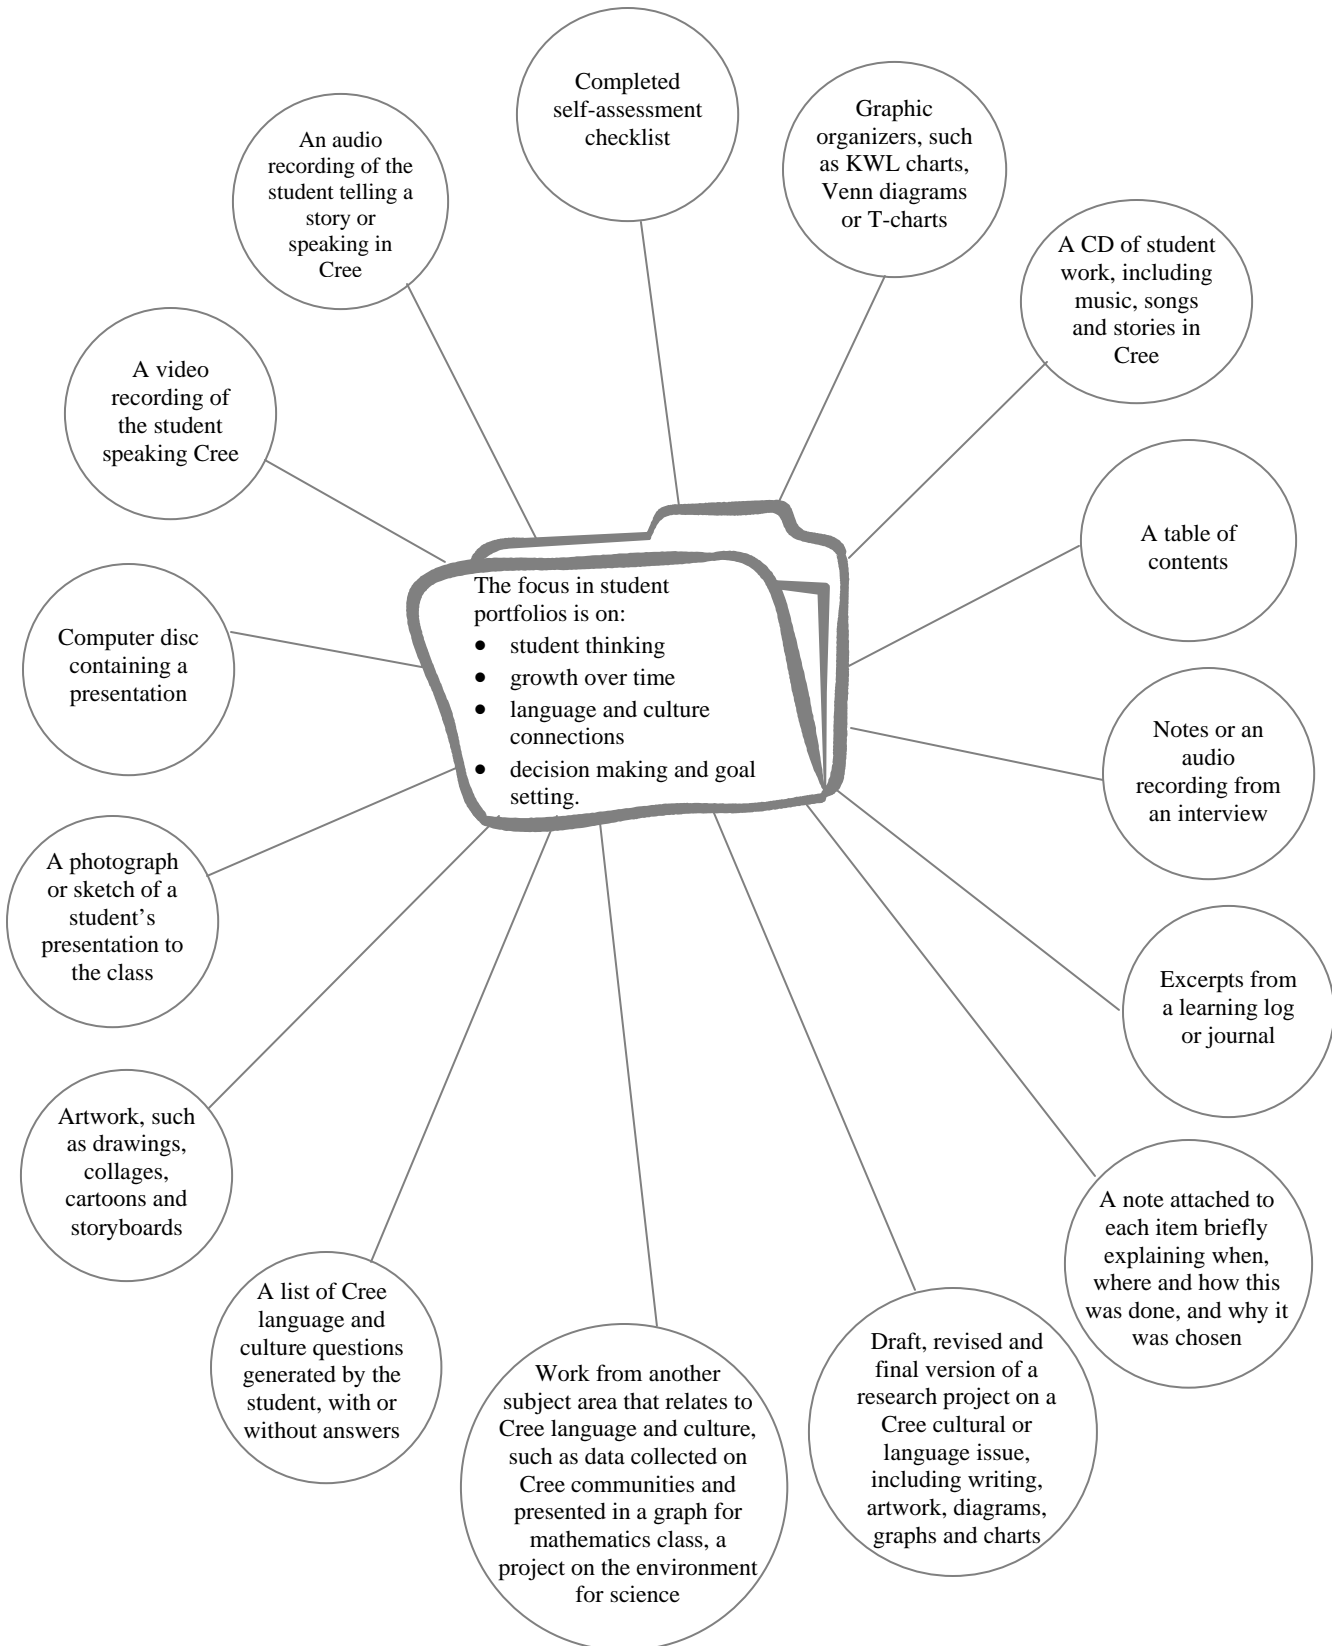 Completed
self-assessment
checklist
Graphic
organizers, such
as KWL charts,
Venn diagrams
or T-charts
An audio
recording of the
student telling a
story or
speaking in
Cree
A CD of student
work, including
music, songs
and stories in
Cree
A video
recording of
the student
speaking Cree
A table of
contents
The focus in student
portfolios is on:
• student thinking
• growth over time
• language and culture
connections
• decision making and goal
setting.
Computer disc
containing a
presentation
Notes or an
audio
recording from
an interview
A photograph
or sketch of a
student’s
presentation to
the class
Excerpts from
a learning log
or journal
Artwork, such
as drawings,
collages,
cartoons and
storyboards
A note attached to
each item briefly
explaining when,
where and how this
was done, and why it
was chosen
A list of Cree
language and
culture questions
generated by the
student, with or
without answers
Work from another
subject area that relates to
Cree language and culture,
such as data collected on
Cree communities and
presented in a graph for
mathematics class, a
project on the environment
for science
Draft, revised and
final version of a
research project on a
Cree cultural or
language issue,
including writing,
artwork, diagrams,
graphs and charts